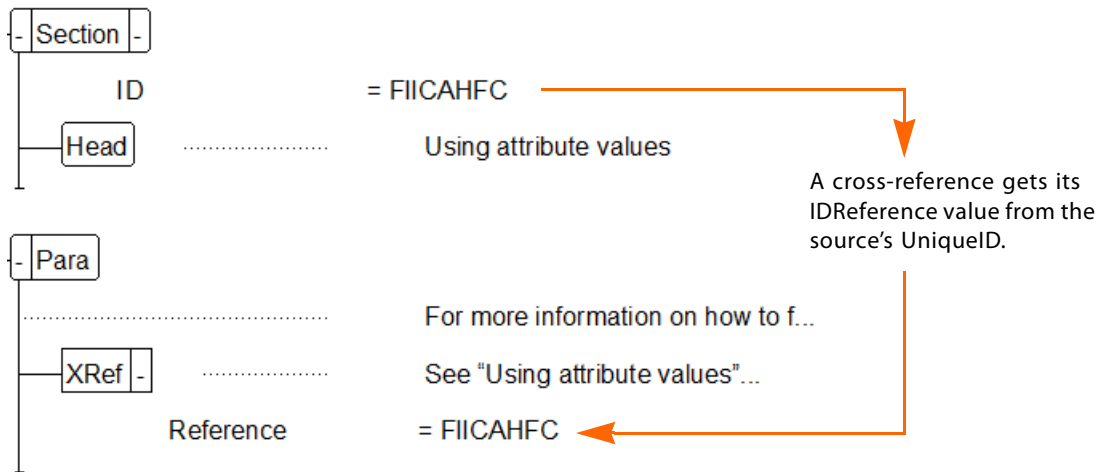 - Section -
ID = FIICAHFC
Head Using attribute values
A cross-reference gets its
IDReference value from the
source's UniqueID.
- Para
For more information on how to f...
XRef - See “Using attribute values”...
Reference = FIICAHFC